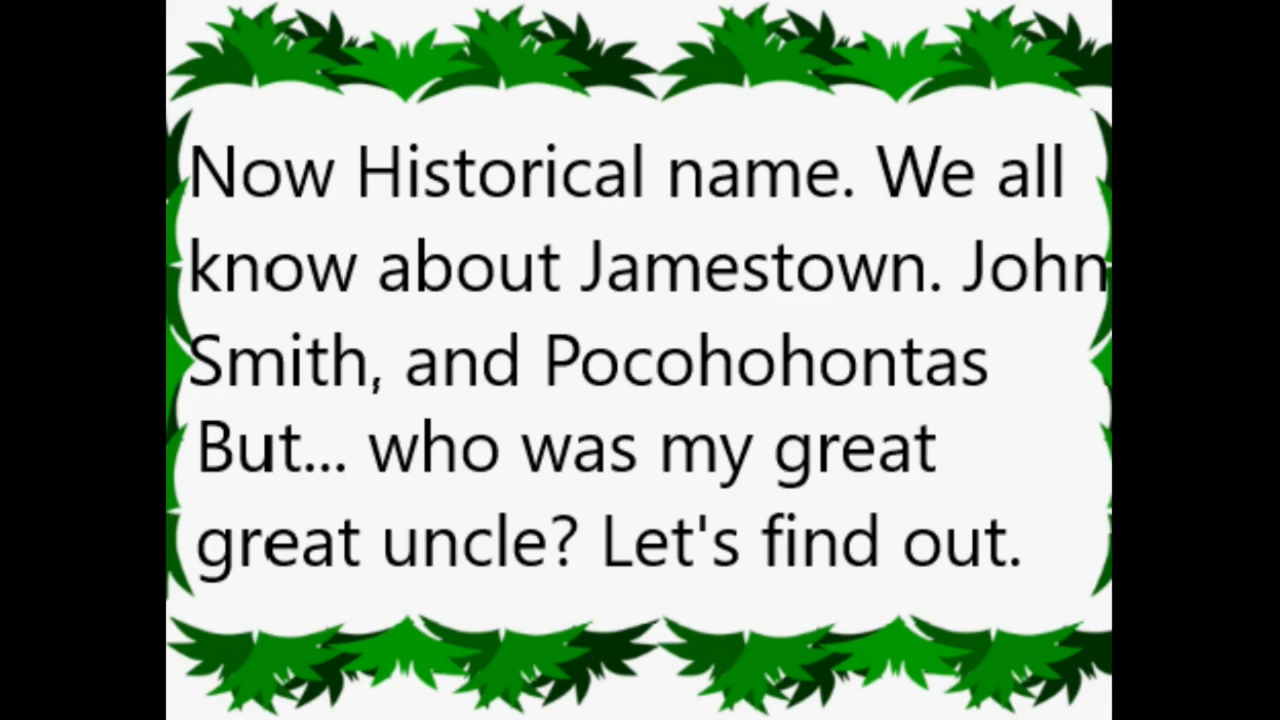 Now Historical name. We all
know about Jamestown. John
Smith, and Pocohohontas
But... who was my great
great uncle? Let's find out.